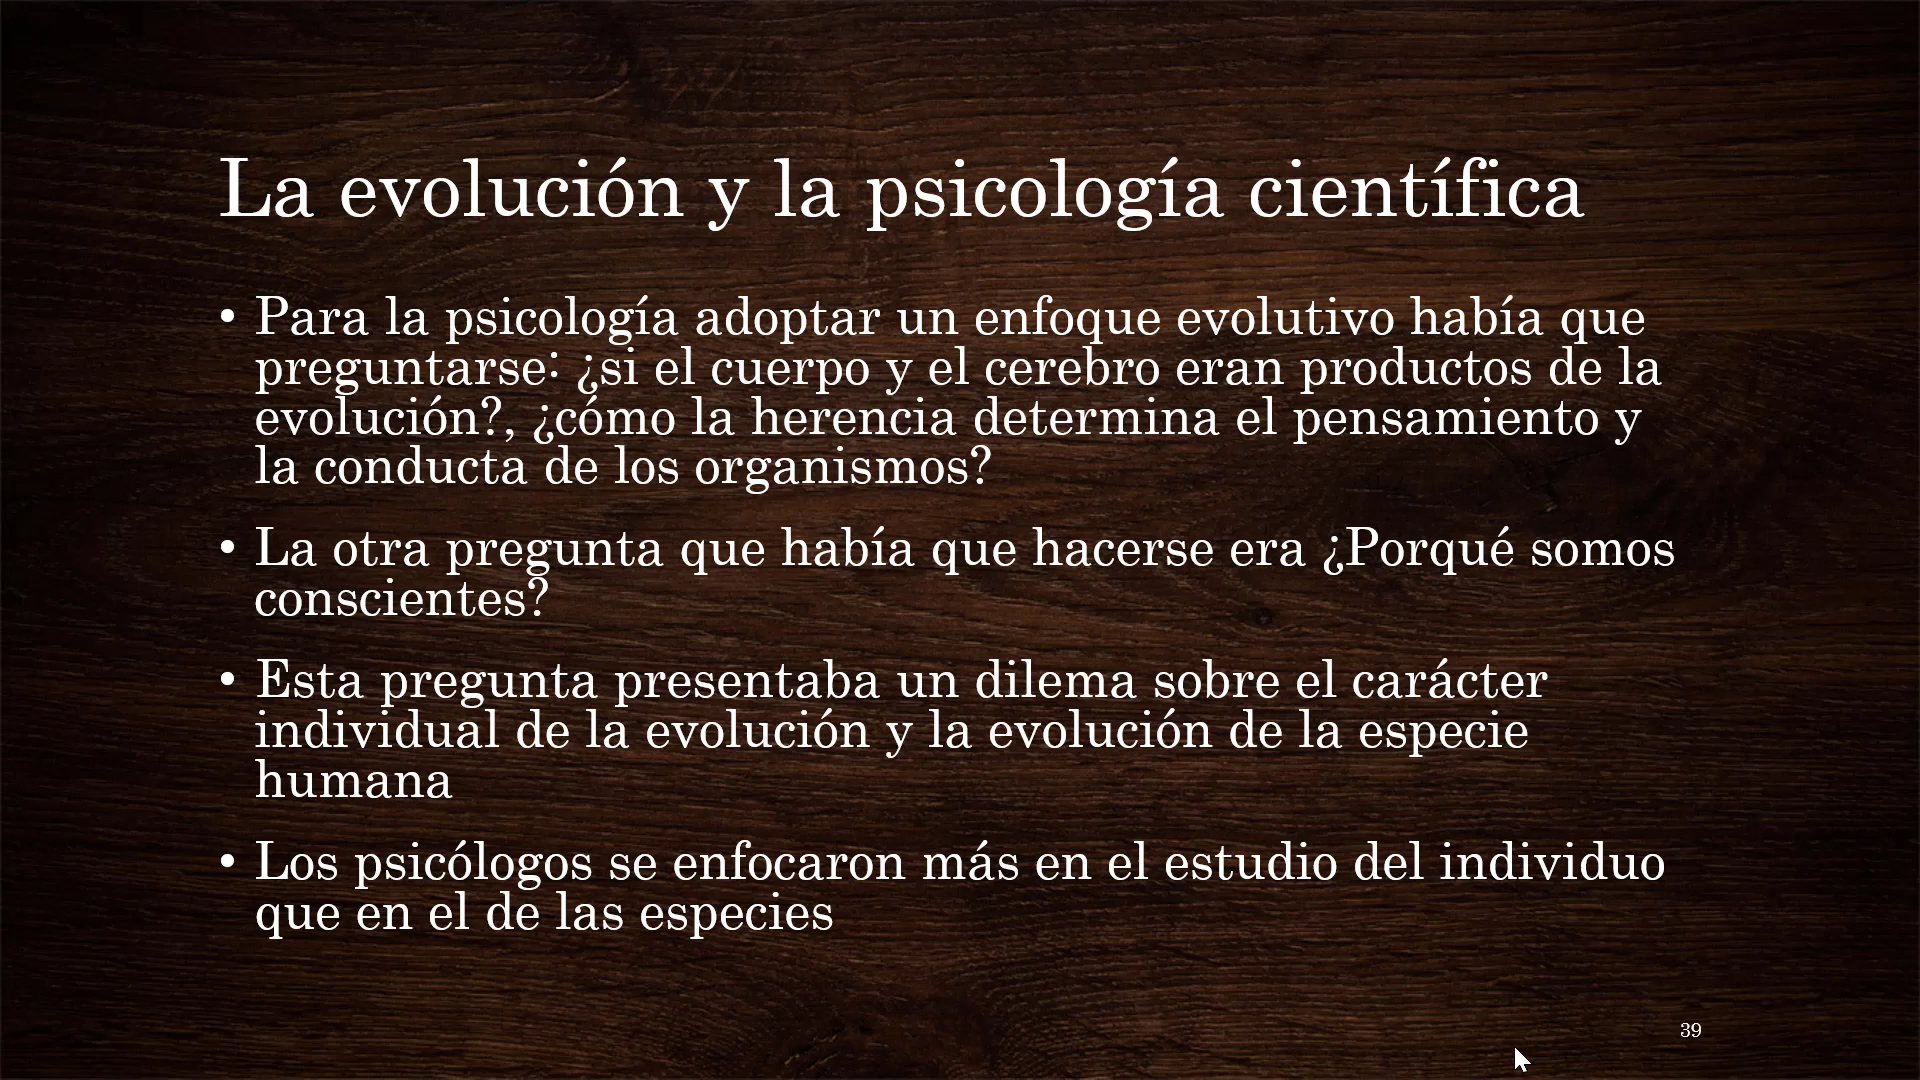 La evolución y la psicología científica
• Para la psicología adoptar un enfoque evolutivo había que
preguntarse: ¿si el cuerpo y el cerebro eran productos de la
evolución?, ¿cómo la herencia determina el pensamiento y
la conducta de los organismos?
• La otra pregunta que había que hacerse era ¿Porqué somos
conscientes?
• Esta pregunta presentaba un dilema sobre el carácter
individual de la evolución y la evolución de la especie
humana
• Los psicólogos se enfocaron más en el estudio del individuo
que en el de las especies
39